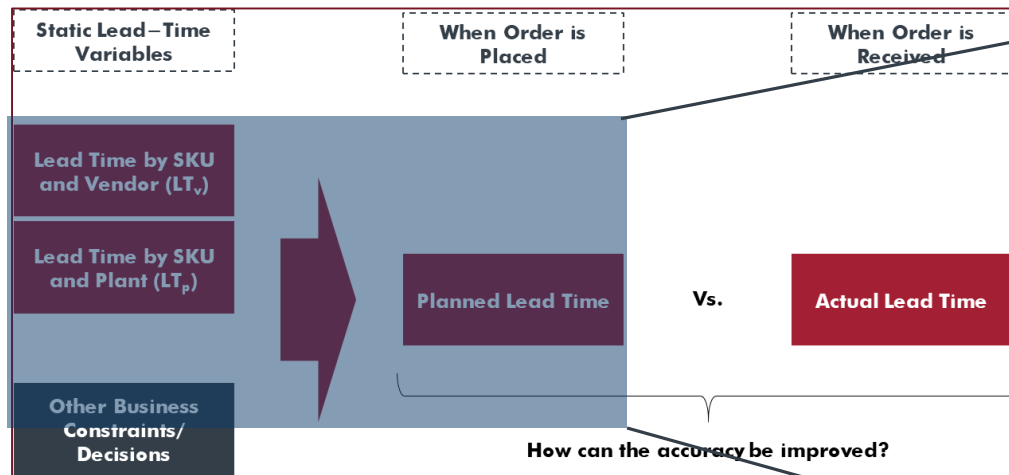 Static Lead–Time
Variables
When Order is
Placed
When Order is
Received
Lead Time by SKU
and Vendor (LTv)
Lead Time by SKU
and Plant (LTp)
Planned Lead Time
Vs.
Actual Lead Time
Other Business
Constraints/
Decisions
How can the accuracy be improved?